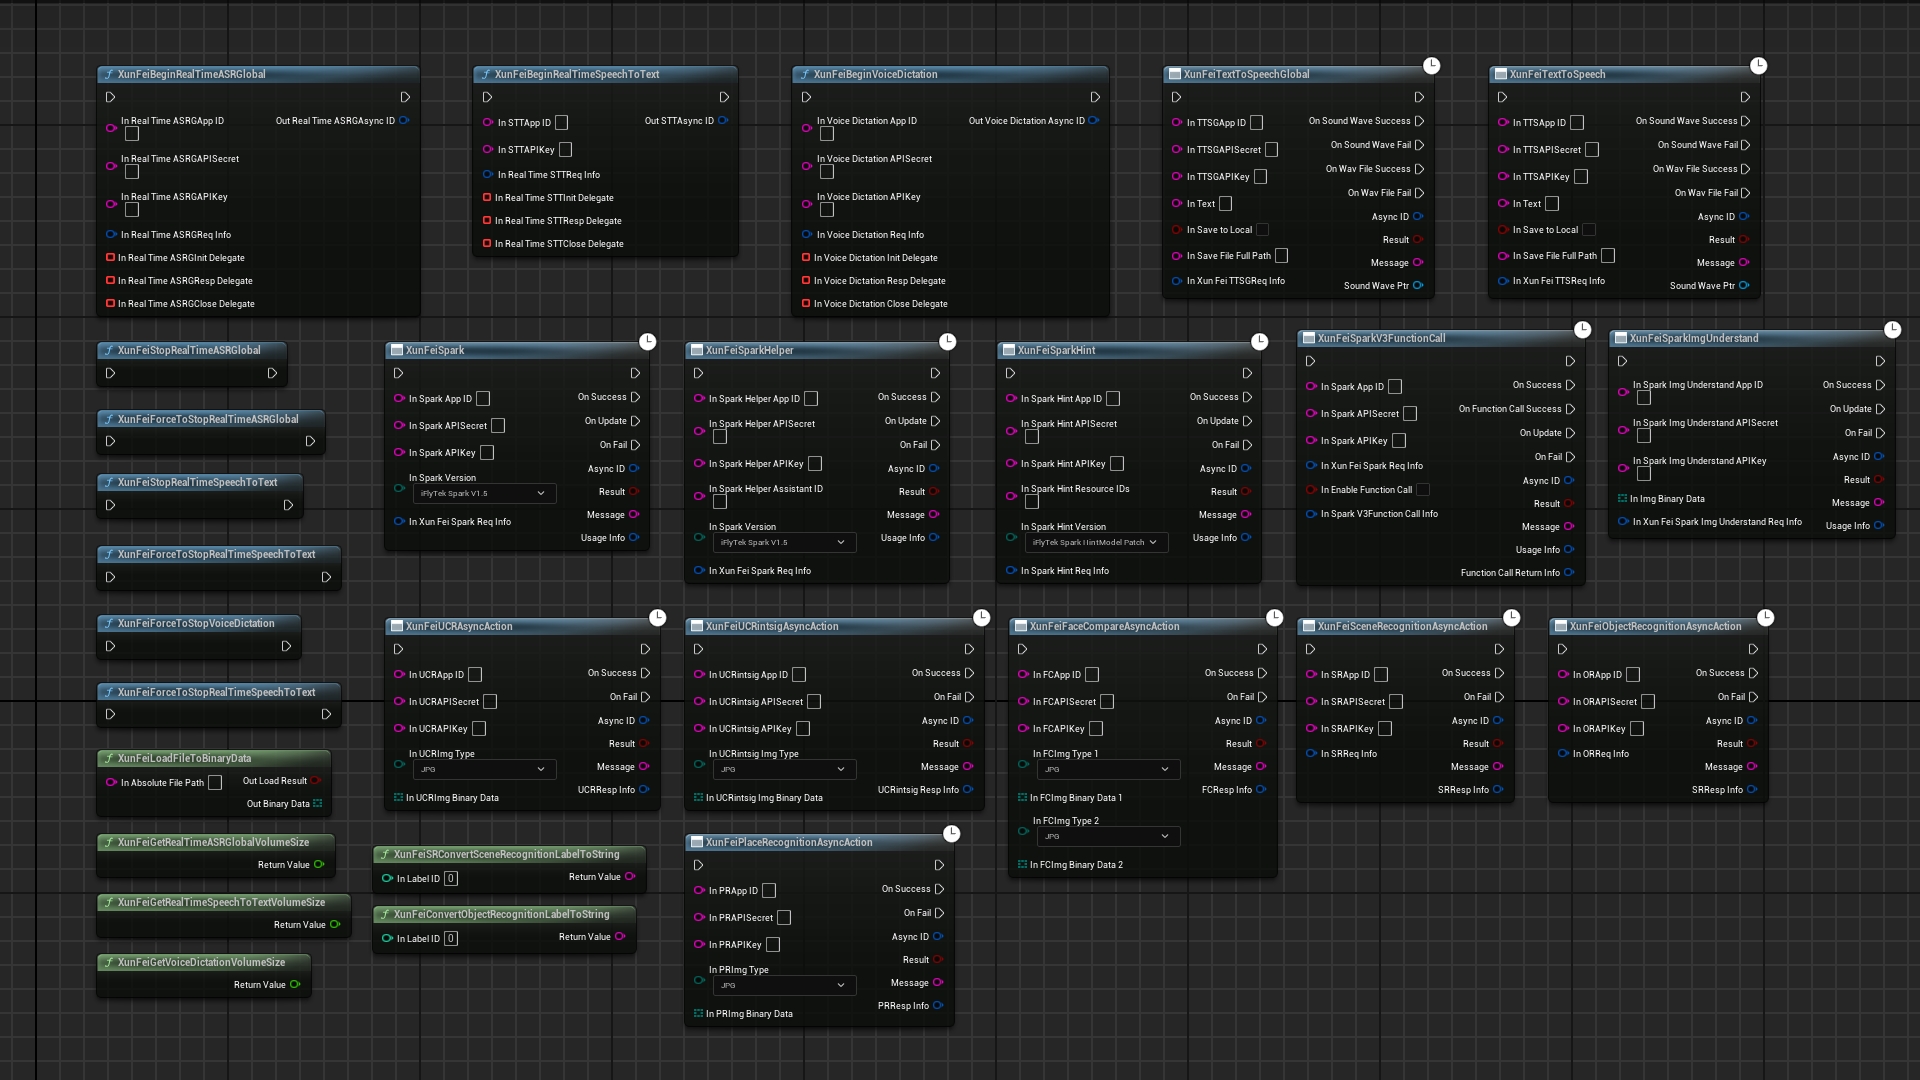 XunFeiBeginRealTimeASRGlobal
In Real Time ASRGApp ID
Out Real Time ASRGAsync ID
In Real Time ASRGAPISecret
In Real Time ASRGAPIKey
In Real Time ASRGReq Info
In Real Time ASRGInit Delegate
In Real Time ASRGResp Delegate
In Real Time ASRGClose Delegate
XunFeiBeginRealTimeSpeechToText
In STTApp ID
Out STTAsync ID
In STTAPIKey
In Real Time STTReq Info
In Real Time STTInit Delegate
In Real Time STTResp Delegate
In Real Time STTClose Delegate
XunFeiBeginVoiceDictation
In Voice Dictation App ID
Out Voice Dictation Async ID
In Voice Dictation APISecret
In Voice Dictation APIKey
In Voice Dictation Req Info
In Voice Dictation Init Delegate
In Voice Dictation Resp Delegate
In Voice Dictation Close Delegate
XunFeiTextToSpeechGlobal
In TTSGApp ID
On Sound Wave Success
In TTSGAPISecret
On Sound Wave Fail
On Wav File Success
In TTSGAPIKey
On Wav File Fail
In Text
Async ID
In Save to Local
Result
In Save File Full Path
Message
In Xun Fei TTSGReq Info
Sound Wave Ptr
XunFeiTextToSpeech
In TTSApp ID
On Sound Wave Success
In TTSAPISecret
On Sound Wave Fail
On Wav File Success
In TTSAPIKey
On Wav File Fail
In Text
Async ID
In Save to Local
Result
In Save File Full Path
Message
In Xun Fei TTSReq Info
Sound Wave Ptr
XunFeiStopRealTimeASRGlobal
XunFeiForceToStopRealTimeASRGlobal
XunFeiStopRealTimeSpeechToText
XunFeiForceToStopRealTimeSpeechToText
XunFeiForceToStopVoiceDictation
XunFeiForceToStopRealTimeSpeechToText
XunFeiSpark
In Spark App ID
On Success
In Spark APISecret
On Update
In Spark APIKey
On Fail
In Spark Version
Async ID
iFlyTek Spark V1.5
Result
Message
In Xun Fei Spark Req Info
Usage Info
XunFeiSparkHelper
In Spark Helper App ID
On Success
In Spark Helper APISecret
On Update
On Fail
In Spark Helper APIKey
Async ID
In Spark Helper Assistant ID
Result
Message
In Spark Version
Usage Info
iFlyTek Spark V1.5
In Xun Fei Spark Req Info
XunFeiSparkHint
In Spark Hint App ID
On Success
In Spark Hint APISecret
On Update
On Fail
In Spark Hint APIKey
Async ID
In Spark Hint Resource IDs
Result
Message
In Spark Hint Version
Usage Info
iFlyTek Spark HintModel Patch
In Spark Hint Req Info
XunFeiSparkV3FunctionCall
In Spark App ID
On Success
In Spark APISecret
On Function Call Success
On Update
In Spark APIKey
On Fail
In Xun Fei Spark Req Info
Async ID
In Enable Function Call
Result
In Spark V3Function Call Info
Message
Usage Info
Function Call Return Info
XunFeiSparkImgUnderstand
In Spark Img Understand App ID
On Success
On Update
In Spark Img Understand APISecret
On Fail
Async ID
In Spark Img Understand APIKey
Result
In Img Binary Data
Message
In Xun Fei Spark Img Understand Req Info
Usage Info
XunFeiUCRAsyncAction
In UCRApp ID
On Success
In UCRAPISecret
On Fail
In UCRAPIKey
Async ID
Result
In UCRImg Type
JPG
Message
In UCRImg Binary Data
UCRResp Info
XunFeiUCRintsigAsyncAction
In UCRintsig App ID
On Success
In UCRintsig APISecret
On Fail
In UCRintsig APIKey
Async ID
Result
In UCRintsig Img Type
JPG
Message
In UCRintsig Img Binary Data
UCRintsig Resp Info
XunFeiFaceCompareAsyncAction
In FCApp ID
On Success
In FCAPISecret
On Fail
In FCAPIKey
Async ID
Result
In FCImg Type 1
JPG
Message
In FCImg Binary Data 1
FCResp Info
In FCImg Type 2
JPG
In FCImg Binary Data 2
XunFeiSceneRecognitionAsyncAction
In SRApp ID
On Success
In SRAPISecret
On Fail
In SRAPIKey
Async ID
Result
In SRReq Info
Message
SRResp Info
XunFeiObjectRecognitionAsyncAction
In ORApp ID
On Success
In ORAPISecret
On Fail
In ORAPIKey
Async ID
Result
In ORReq Info
Message
SRResp Info
XunFeiLoadFileToBinaryData
In Absolute File Path
Out Load Result
Out Binary Data
XunFeiGetRealTimeASRGlobalVolumeSize
Return Value
XunFeiGetRealTimeSpeechToTextVolumeSize
Return Value
XunFeiGetVoiceDictationVolumeSize
Return Value
XunFeiSRConvertSceneRecognitionLabelToString
In Label ID 0
Return Value
XunFeiConvertObjectRecognitionLabelToString
In Label ID 0
Return Value
XunFeiPlaceRecognitionAsyncAction
In PRApp ID
On Success
In PRAPISecret
On Fail
In PRAPIKey
Async ID
Result
In PRImg Type
JPG
Message
PRResp Info
In PRImg Binary Data